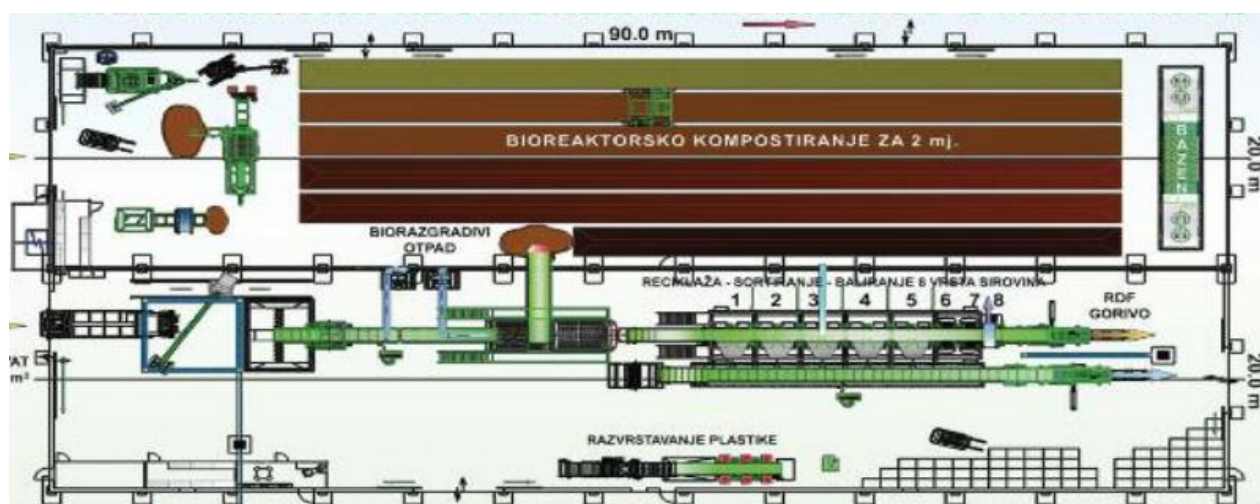 90.0 m
BIOREAKTORSKO KOMPOSTIRANJE ZA 2 mj.
BAZEN
20.0 m
BIORAZGRADIVI
OTPAD
RECIKLAŽA - SORTIRANJE - BALIRANJE 8 VRSTA SIROVINA
1 2 3 4 5 6 7 8
RDF
GORIVO
m³
20.0 m
RAZVRSTAVANJE PLASTIKE